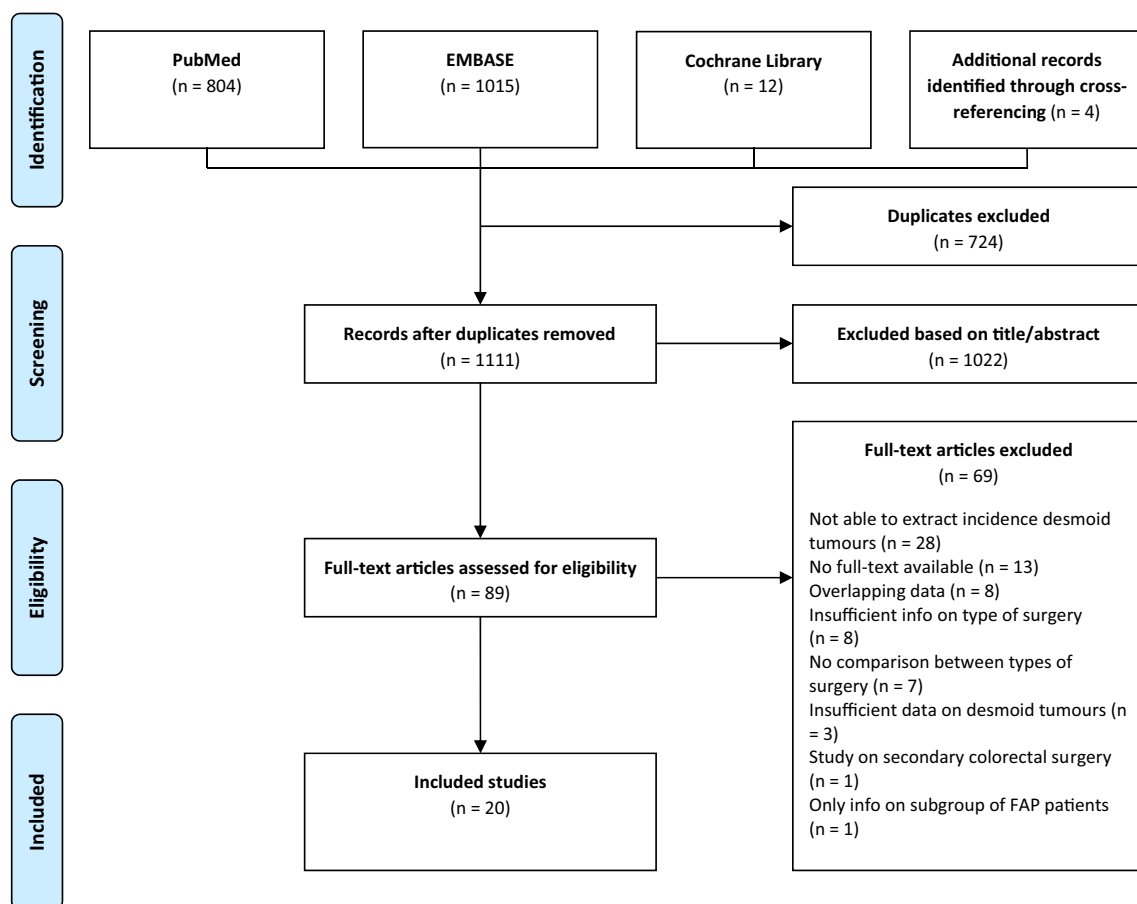 Identification
PubMed
(n = 804)
EMBASE
(n = 1015)
Cochrane Library
(n = 12)
Additional records
identified through cross-
referencing (n = 4)
Duplicates excluded
(n = 724)
Screening
Records after duplicates removed
(n = 1111)
Excluded based on title/abstract
(n = 1022)
Eligibility
Full-text articles assessed for eligibility
(n = 89)
Full-text articles excluded
(n = 69)
Not able to extract incidence desmoid
tumours (n = 28)
No full-text available (n = 13)
Overlapping data (n = 8)
Insufficient info on type of surgery
(n = 8)
No comparison between types of
surgery (n = 7)
Insufficient data on desmoid tumours (n
= 3)
Study on secondary colorectal surgery
(n = 1)
Only info on subgroup of FAP patients
(n = 1)
Included
Included studies
(n = 20)